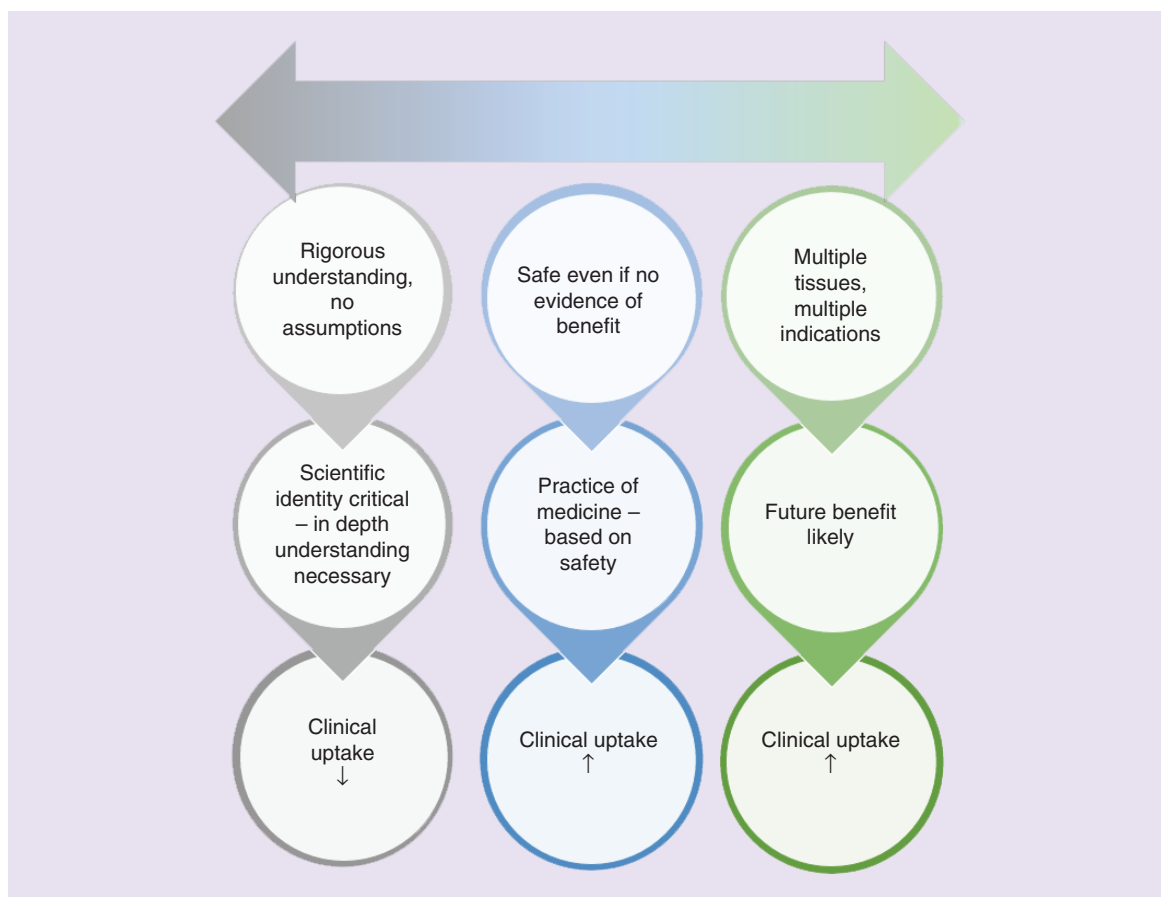 Rigorous
understanding,
no
assumptions
Scientific
identity critical
– in depth
understanding
necessary
Clinical
uptake
↓
Safe even if no
evidence of
benefit
Practice of
medicine –
based on
safety
Clinical uptake
↑
Multiple
tissues,
multiple
indications
Future benefit
likely
Clinical uptake
↑